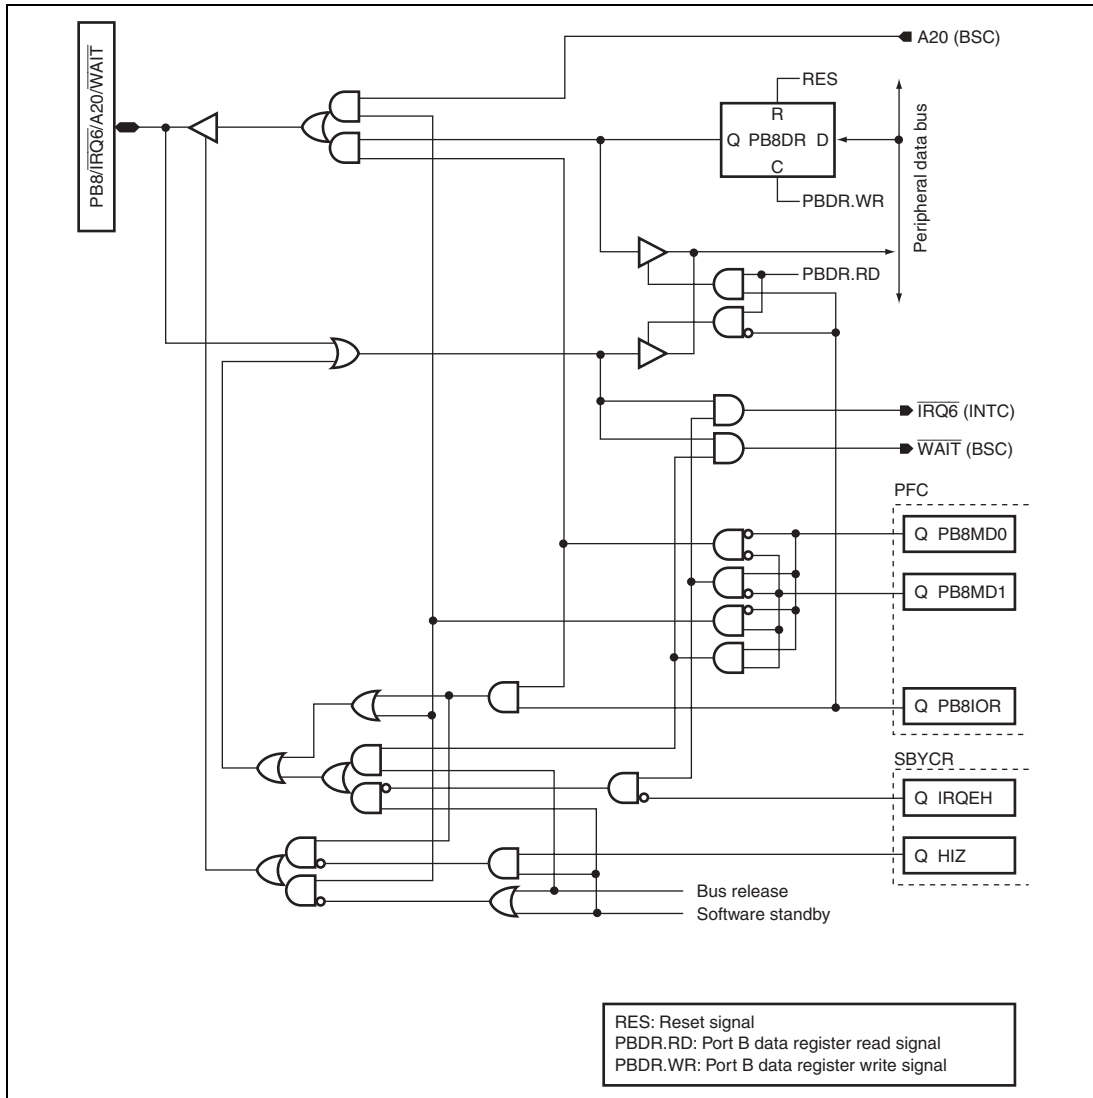 PB8/IRQ6/A20/WAIT
A20 (BSC)
RES
R
Q PB8DR D
C
PBDR.WR
Peripheral data bus
PBDR.RD
IRQ6 (INTC)
WAIT (BSC)
PFC
Q PB8MD0
Q PB8MD1
Q PB8IOR
SBYCR
Q IRQEH
Q HIZ
Bus release
Software standby
RES: Reset signal
PBDR.RD: Port B data register read signal
PBDR.WR: Port B data register write signal